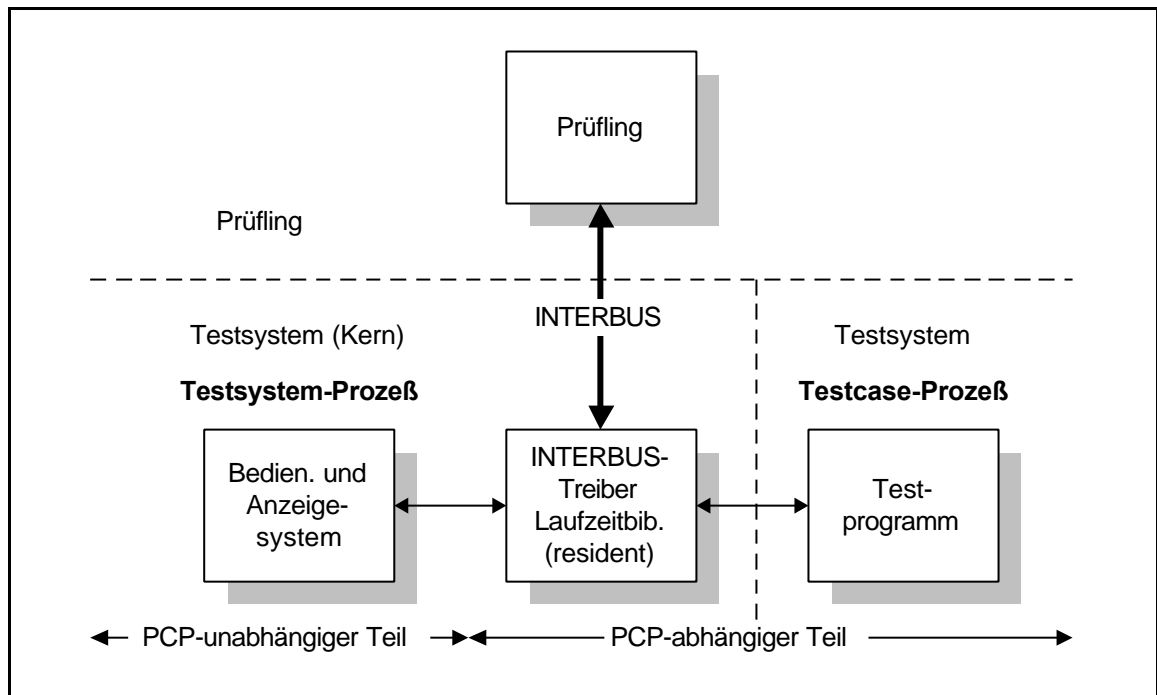 Prüfling
Prüfling
INTERBUS
Testsystem (Kern)
Testsystem
Testsystem-Prozeß
Testcase-Prozeß
Bedien. und
Anzeige-
system
INTERBUS-
Treiber
Laufzeitbib.
(resident)
Test-
programm
PCP-unabhängiger Teil
PCP-abhängiger Teil